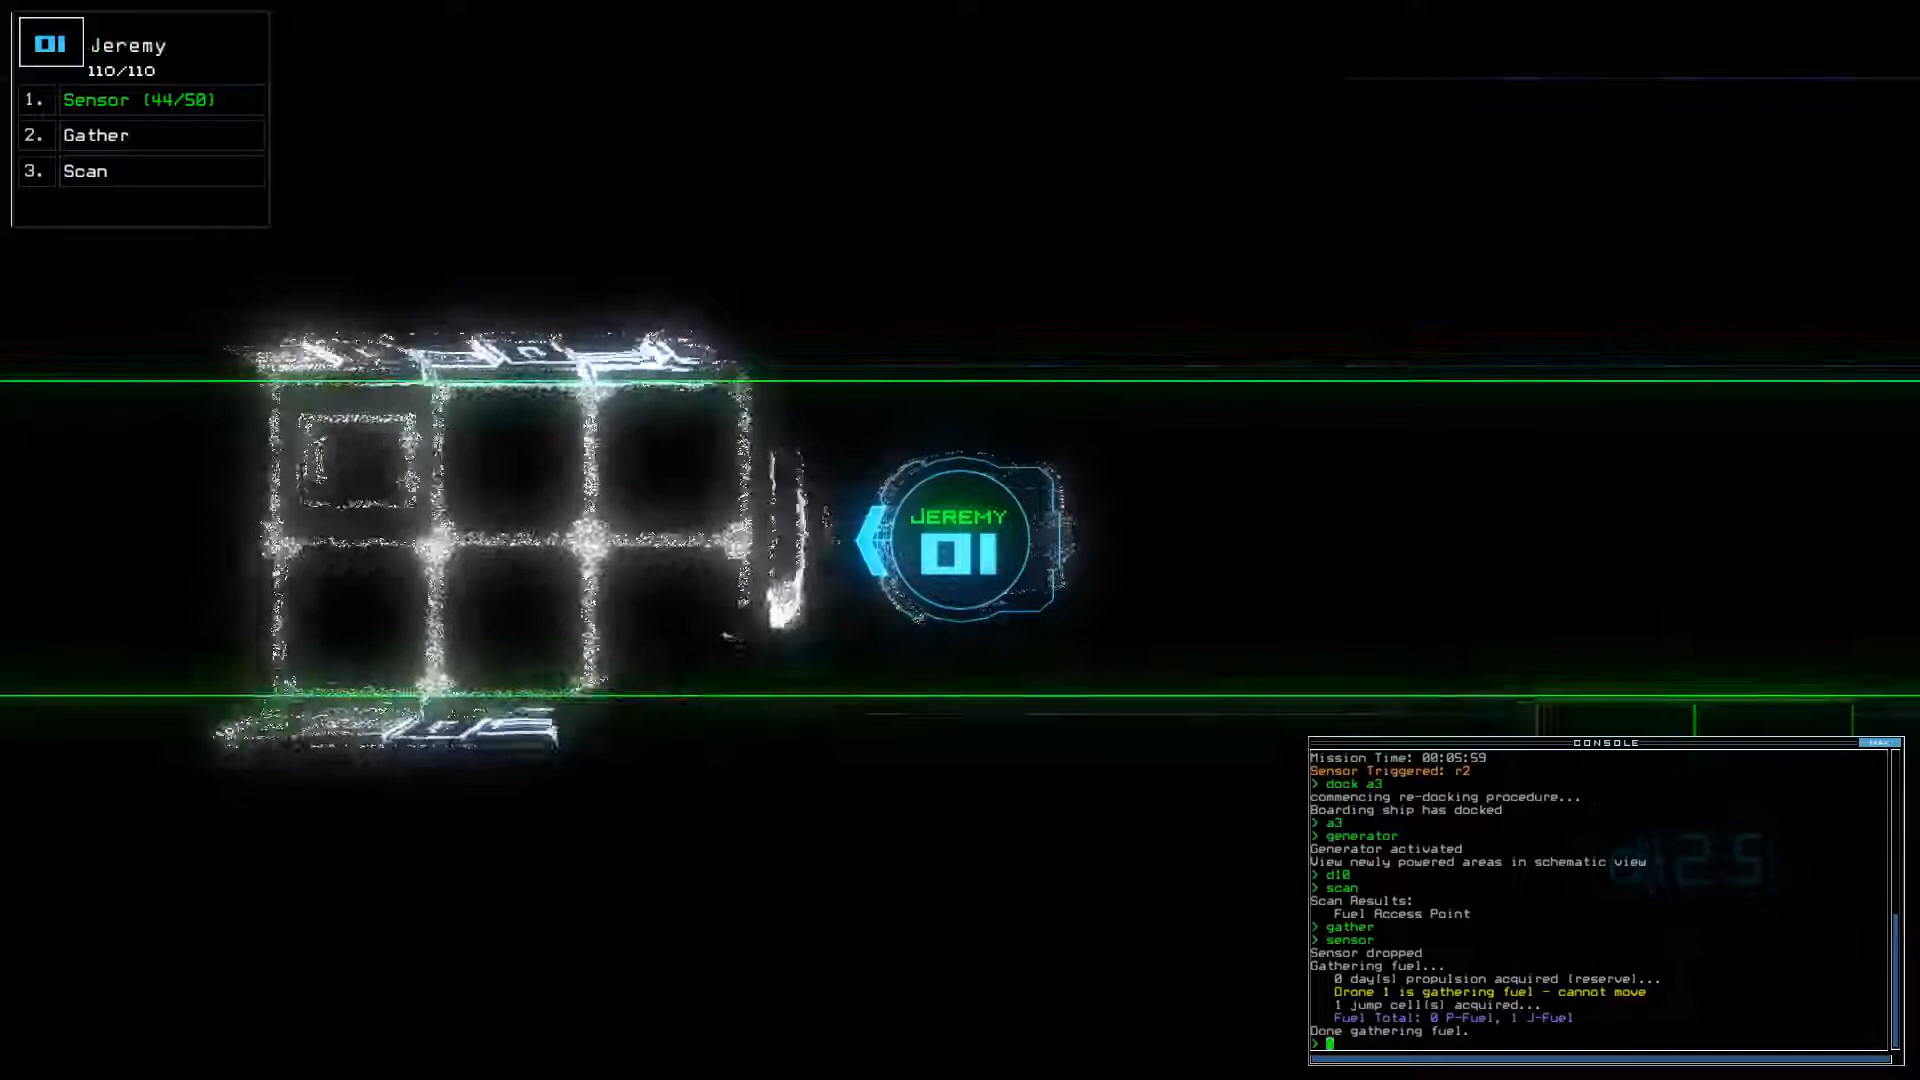 01 Jeremy
110/110
1. Sensor (44/50)
2. Gather
3. Scan
JEREMY
01
CONSOLE
Mission Time: 00:05:59
Sensor Triggered: r2
> dock a3
commencing re-docking procedure...
Boarding ship has docked
> a3
> generator
Generator activated
View newly powered areas in schematic view
> d10
> scan
Scan Results:
Fuel Access Point
> gather
> sensor
Sensor dropped
Gathering fuel...
0 day(s) propulsion acquired (reserve)...
Drone 1 is gathering fuel - cannot move
1 jump cell(s) acquired...
Fuel Total: 0 P-Fuel, 1 J-Fuel
Done gathering fuel.
>